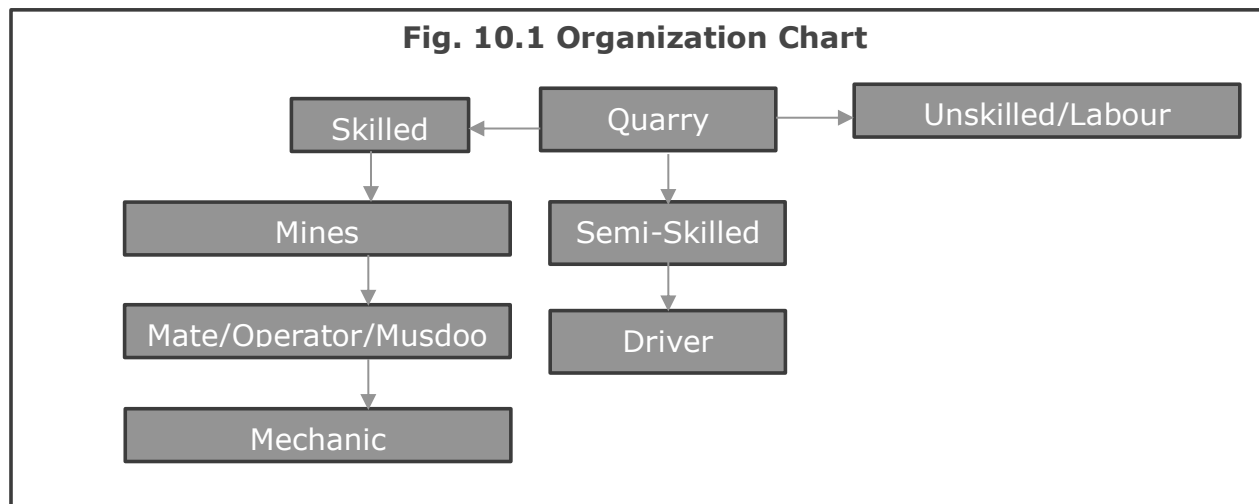 Fig. 10.1 Organization Chart
Skilled
Quarry
Unskilled/Labour
Mines
Semi-Skilled
Mate/Operator/Musdoo
Driver
Mechanic